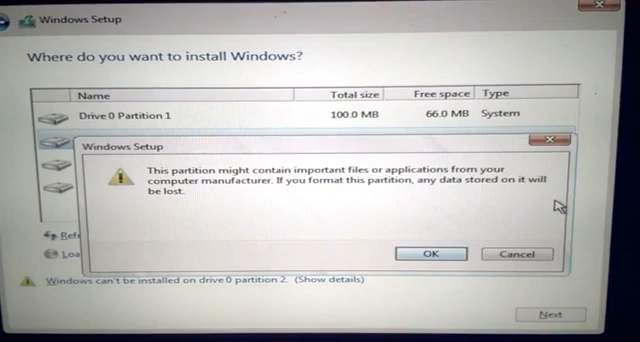 Windows Setup
Where do you want to install Windows?
Name Total size Free space Type
Drive 0 Partition 1 100.0 MB 66.0 MB System
Windows Setup
This partition might contain important files or applications from your
computer manufacturer. If you format this partition, any data stored on it will
be lost.
OK Cancel
Windows can't be installed on drive 0 partition 2. (Show details)
Next